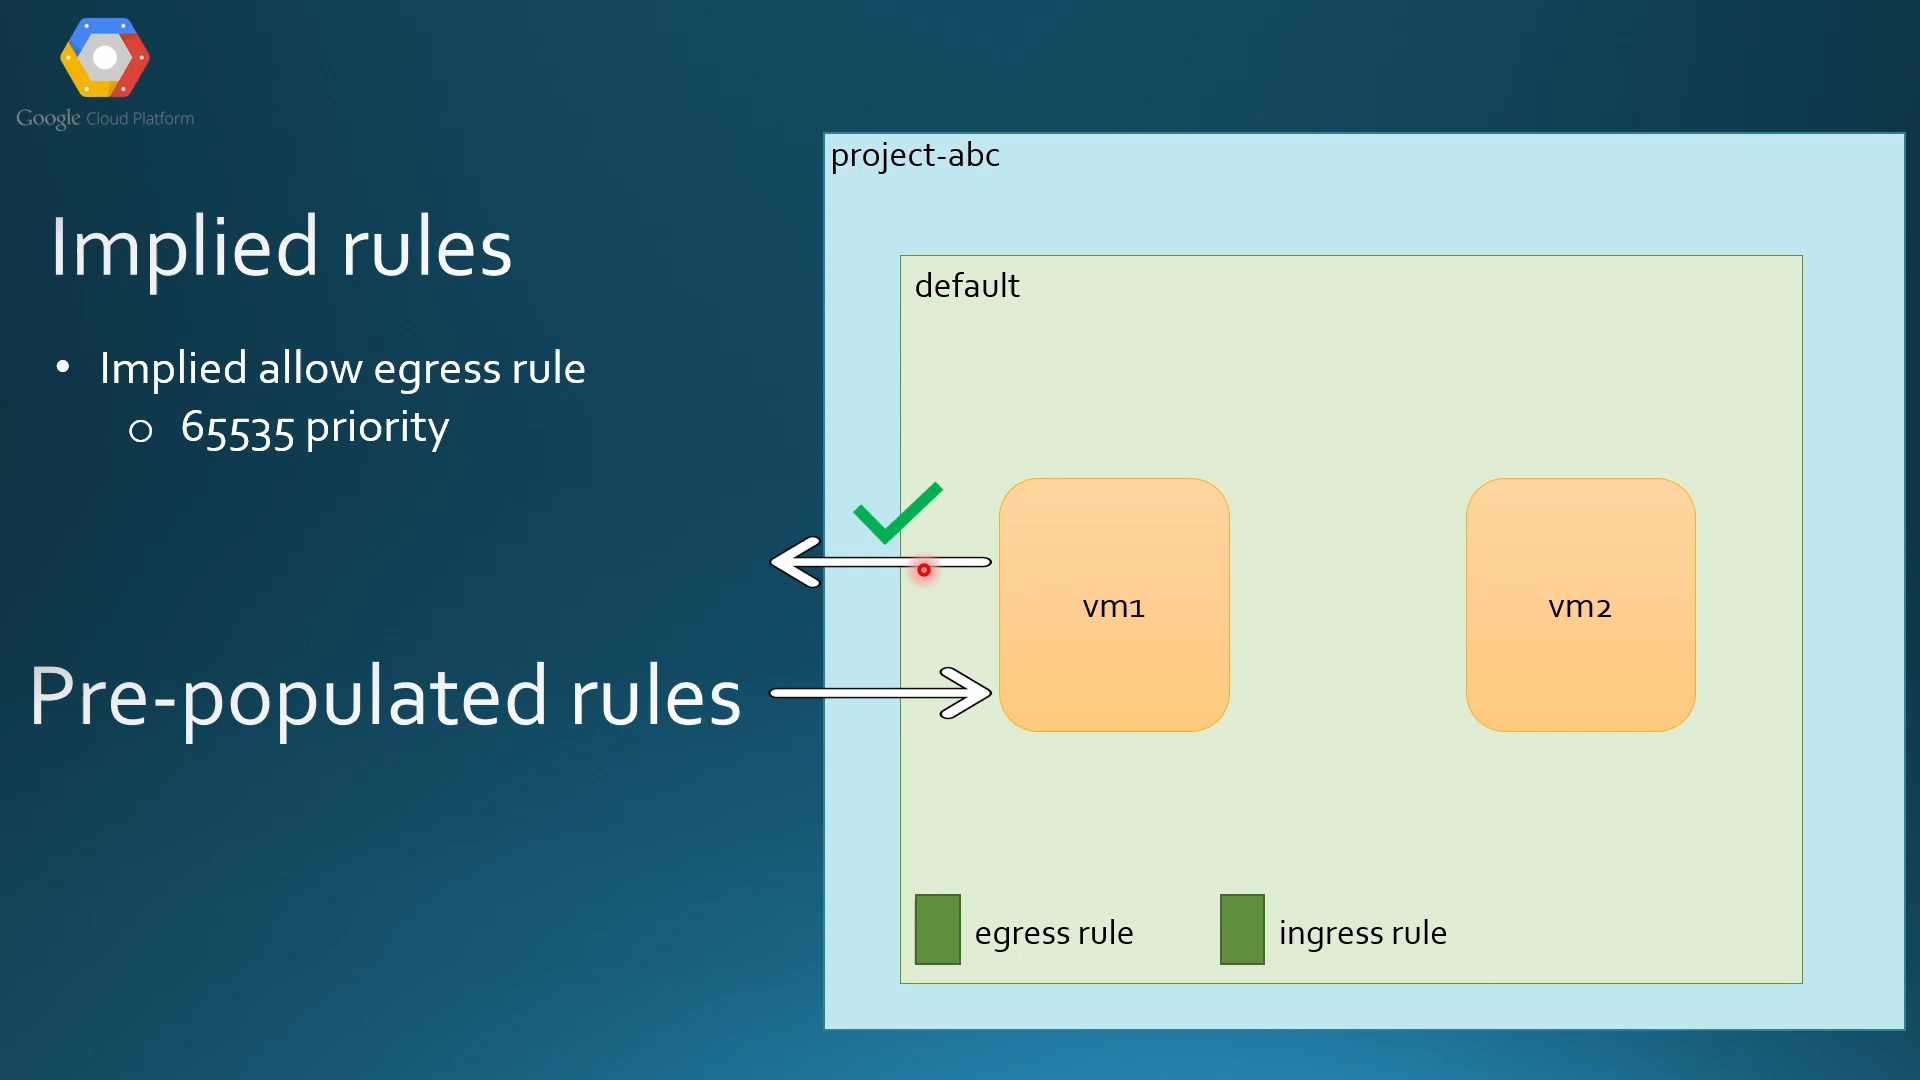 Google Cloud Platform
project-abc
Implied rules
default
• Implied allow egress rule
o 65535 priority
vm1
vm2
Pre-populated rules
egress rule
ingress rule